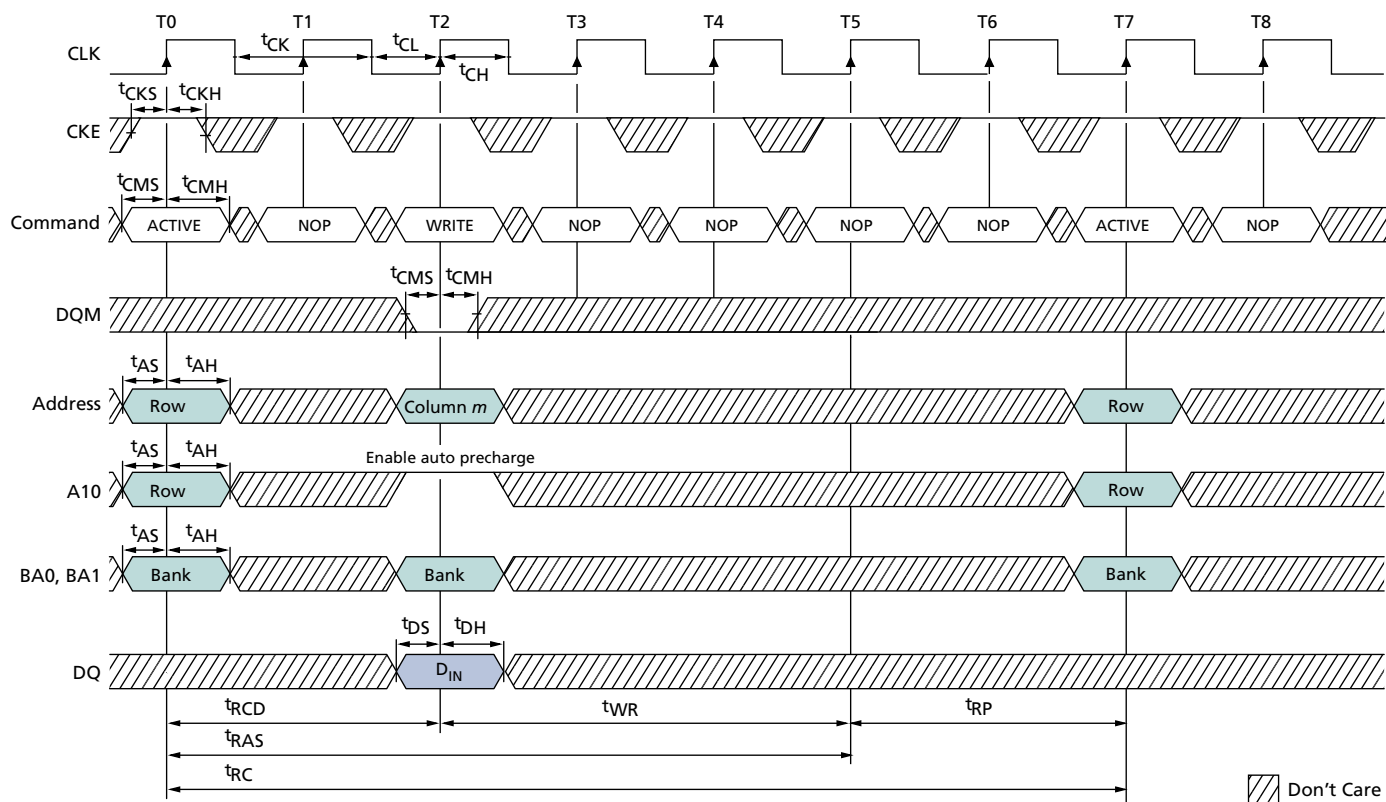 T0 T1 T2 T3 T4 T5 T6 T7 T8
CLK
tCK tCL
tCH
tCKS tCKH
CKE
tCMS tCMH
Command ACTIVE NOP WRITE NOP NOP NOP NOP ACTIVE NOP
tCMS tCMH
DQM
tAS tAH
Address Row Column m Row
tAS tAH
Enable auto precharge
A10 Row Row
tAS tAH
BA0, BA1 Bank Bank Bank
tDS tDH
DQ DIN
tRCD tWR tRP
tRAS
tRC
Don't Care